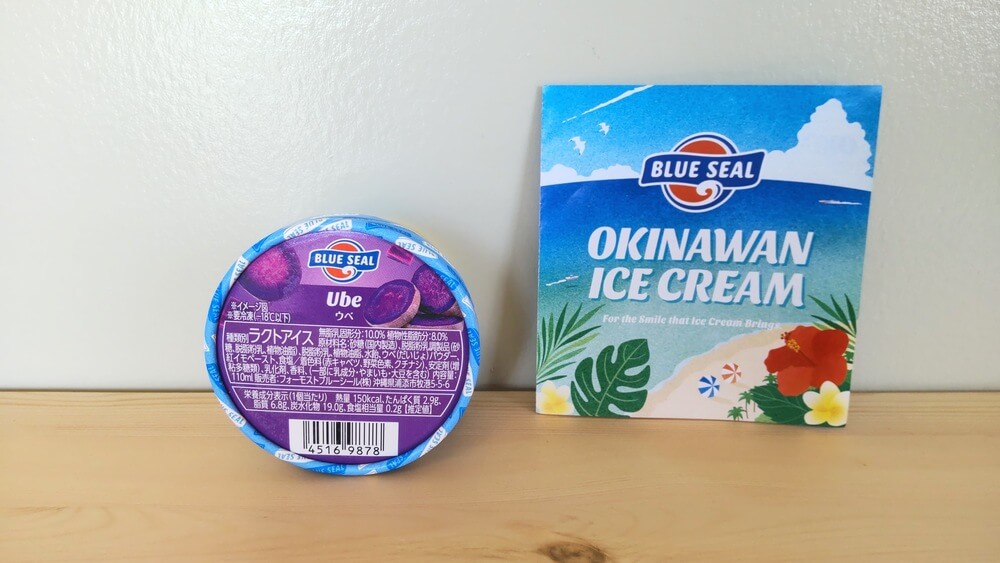 BLUE SEAL
Ube
ウベ
※イメージ図
※要冷凍(-18℃以下)
種類別 ラクトアイス 無脂乳固形分:10.0% 植物性脂肪分:8.0%
原材料名:砂糖(国内製造)、脱脂粉乳調製品(砂
糖、脱脂粉乳、植物油脂)、脱脂粉乳、植物油脂、水飴、ウベ(だいじょ)パウダー、
紅イモペースト、食塩／着色料(赤キャベツ、野菜色素、クチナシ)、安定剤(増
粘多糖類)、乳化剤、香料、(一部に乳成分・やまいも・大豆を含む) 内容量:
110ml 販売者:フォーモストブルーシール(株) 沖縄県浦添市牧港5-5-6
栄養成分表示(1個当たり) 熱量 150kcal、たんぱく質 2.9g、
脂質 6.8g、炭水化物 19.0g、食塩相当量 0.2g [推定値]
4516 9878
BLUE SEAL
OKINAWAN
ICE CREAM
For the Smile that Ice Cream Brings